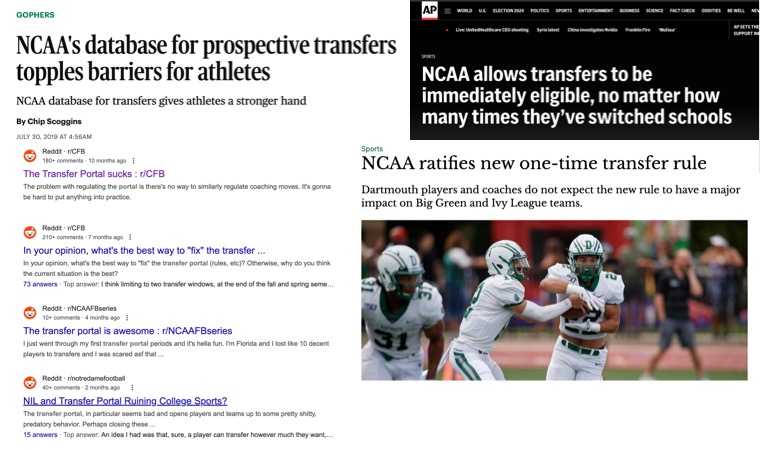 GOPHERS
NCAA's database for prospective transfers
topples barriers for athletes
NCAA database for transfers gives athletes a stronger hand
By Chip Scoggins
JULY 30, 2019 AT 4:56AM
Reddit · r/CFB
180+ comments · 10 months ago
The Transfer Portal sucks : r/CFB
The problem with regulating the portal is there's no way to similarly regulate coaching moves. It's gonna
be hard to put anything into practice.
Reddit · r/CFB
210+ comments · 7 months ago
In your opinion, what's the best way to "fix" the transfer ...
In your opinion, what's the best way to "fix" the transfer portal (rules, etc)? Otherwise, why do you think
the current situation is the best?
73 answers · Top answer: I think limiting to two transfer windows, at the end of the fall and spring seme...
Reddit · r/NCAAFBseries
10+ comments · 4 months ago
The transfer portal is awesome : r/NCAAFBseries
I just went through my first transfer portal periods and it's hella fun. I'm Florida and I lost like 10 decent
players to transfers and I was scared asf that ...
Reddit · r/notredamefootball
40+ comments · 2 months ago
NIL and Transfer Portal Ruining College Sports?
The transfer portal, in particular seems bad and opens players and teams up to some pretty shitty,
predatory behavior. Perhaps closing these ...
15 answers · Top answer: An idea I had was that, sure, a player can transfer however much they want,...
AP
WORLD U.S. ELECTION 2024 POLITICS SPORTS ENTERTAINMENT BUSINESS SCIENCE FACT CHECK ODDITIES BE WELL NEW
Live: UnitedHealthcare CEO shooting Syria latest China investigates Nvidia Franklin Fire 'Mufasa'
AP SETS THE
SUPPORT IN
SPORTS
NCAA allows transfers to be
immediately eligible, no matter how
many times they've switched schools
Sports
NCAA ratifies new one-time transfer rule
Dartmouth players and coaches do not expect the new rule to have a major
impact on Big Green and Ivy League teams.
31
D
2